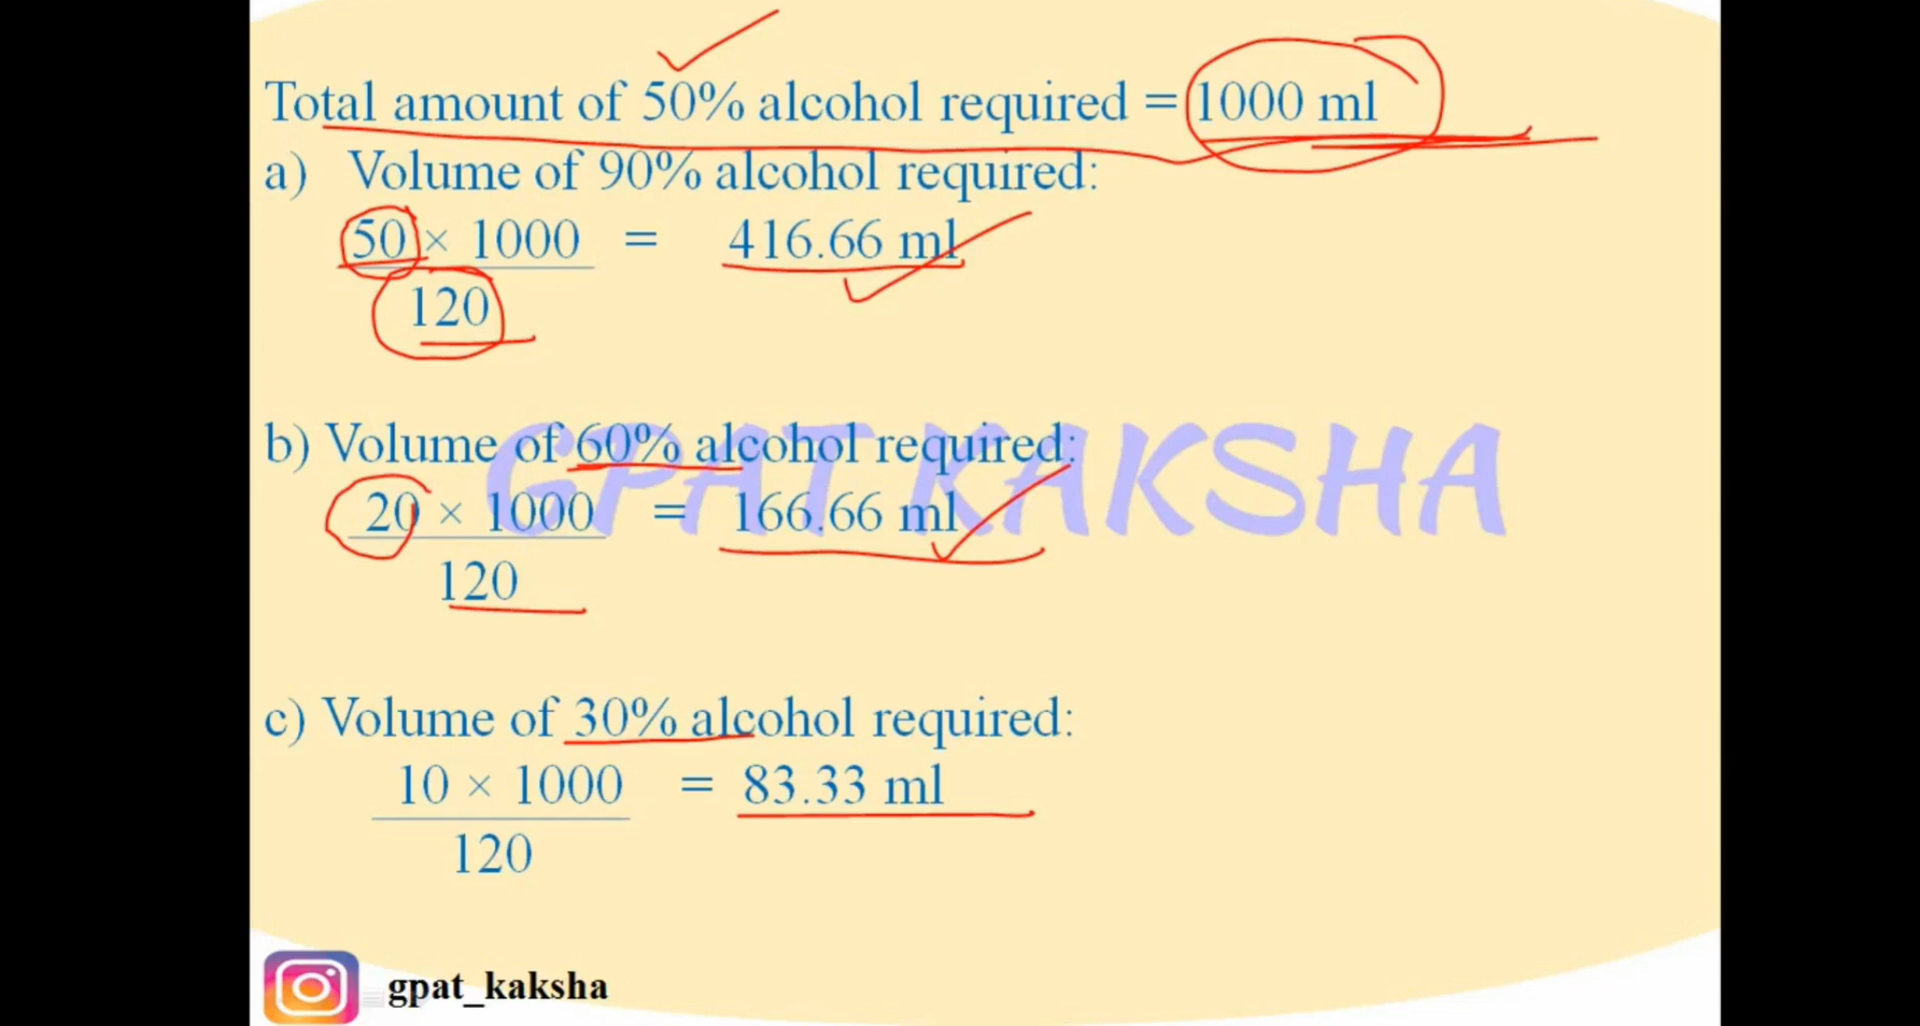 Total amount of 50% alcohol required = 1000 ml
a) Volume of 90% alcohol required:
50 × 1000 = 416.66 ml
120
b) Volume of 60% alcohol required:
GPAT KAKSHA
20 × 1000 = 166.66 ml
120
c) Volume of 30% alcohol required:
10 × 1000 = 83.33 ml
120
gpat_kaksha